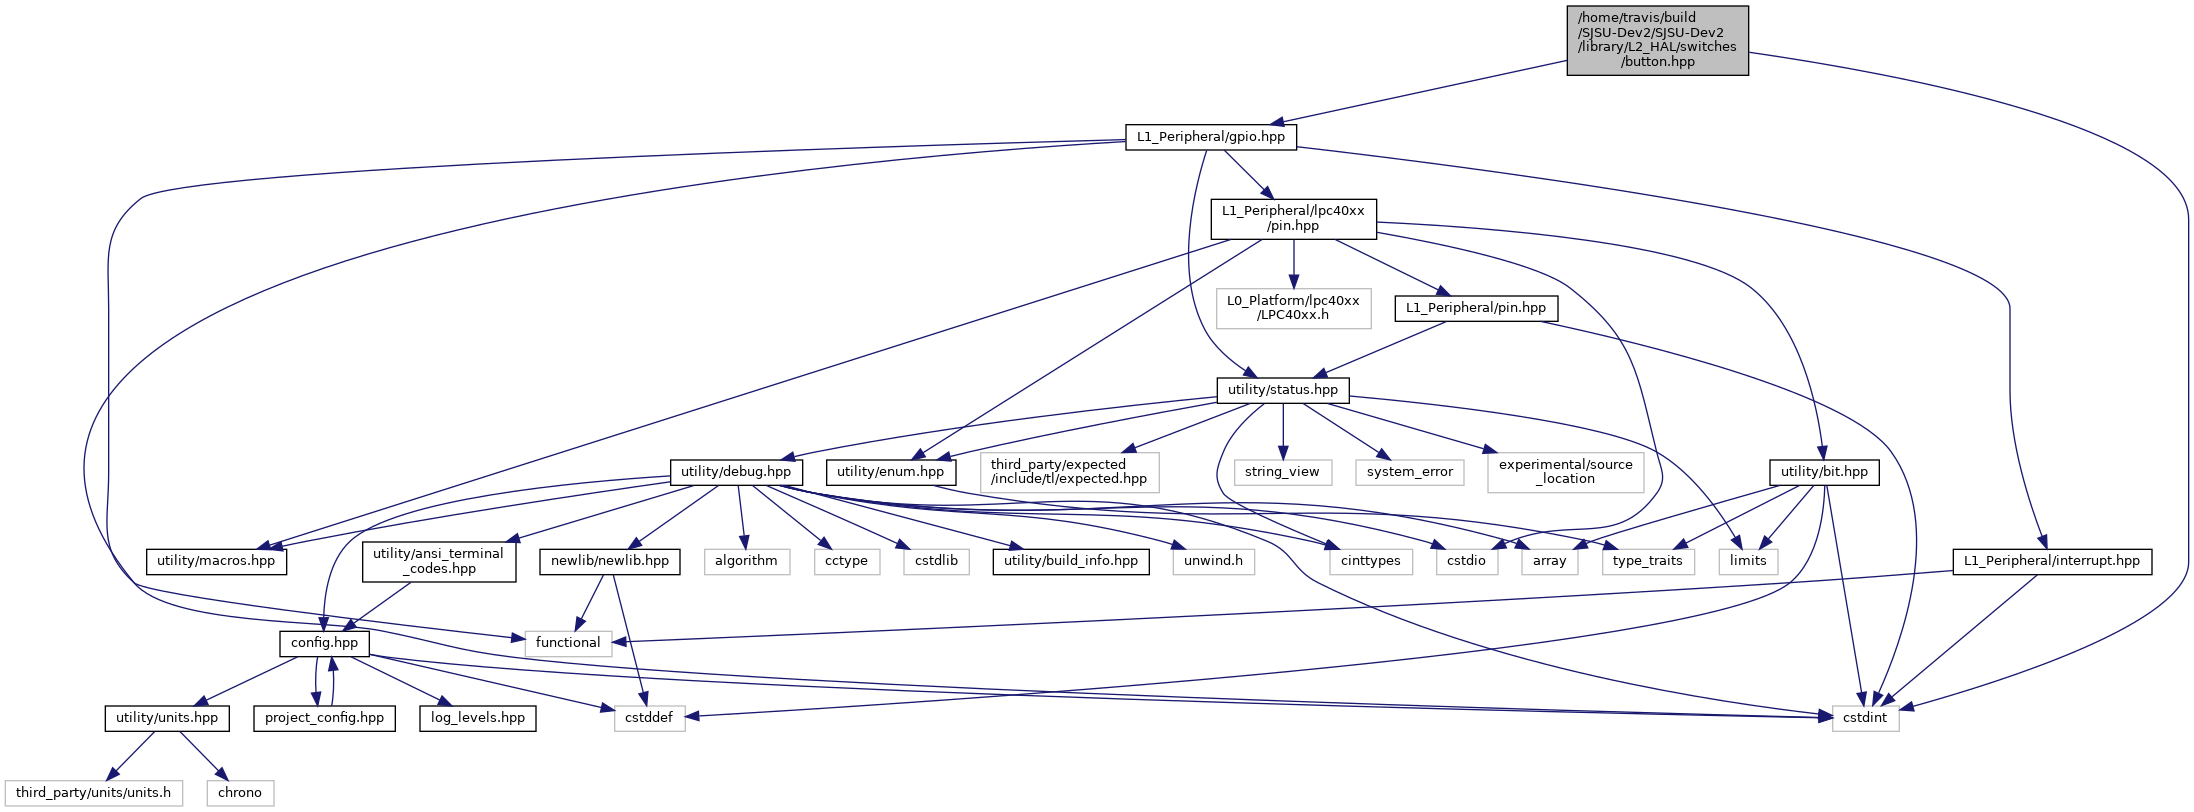 /home/travis/build
/SJSU-Dev2/SJSU-Dev2
/library/L2_HAL/switches
/button.hpp
L1_Peripheral/gpio.hpp
L1_Peripheral/lpc40xx
/pin.hpp
L0_Platform/lpc40xx
/LPC40xx.h
L1_Peripheral/pin.hpp
utility/status.hpp
utility/debug.hpp
utility/enum.hpp
third_party/expected
/include/tl/expected.hpp
string_view
system_error
experimental/source
_location
utility/bit.hpp
utility/macros.hpp
utility/ansi_terminal
_codes.hpp
newlib/newlib.hpp
algorithm
cctype
cstdlib
utility/build_info.hpp
unwind.h
cinttypes
cstdio
array
type_traits
limits
L1_Peripheral/interrupt.hpp
config.hpp
functional
utility/units.hpp
project_config.hpp
log_levels.hpp
cstddef
cstdint
third_party/units/units.h
chrono